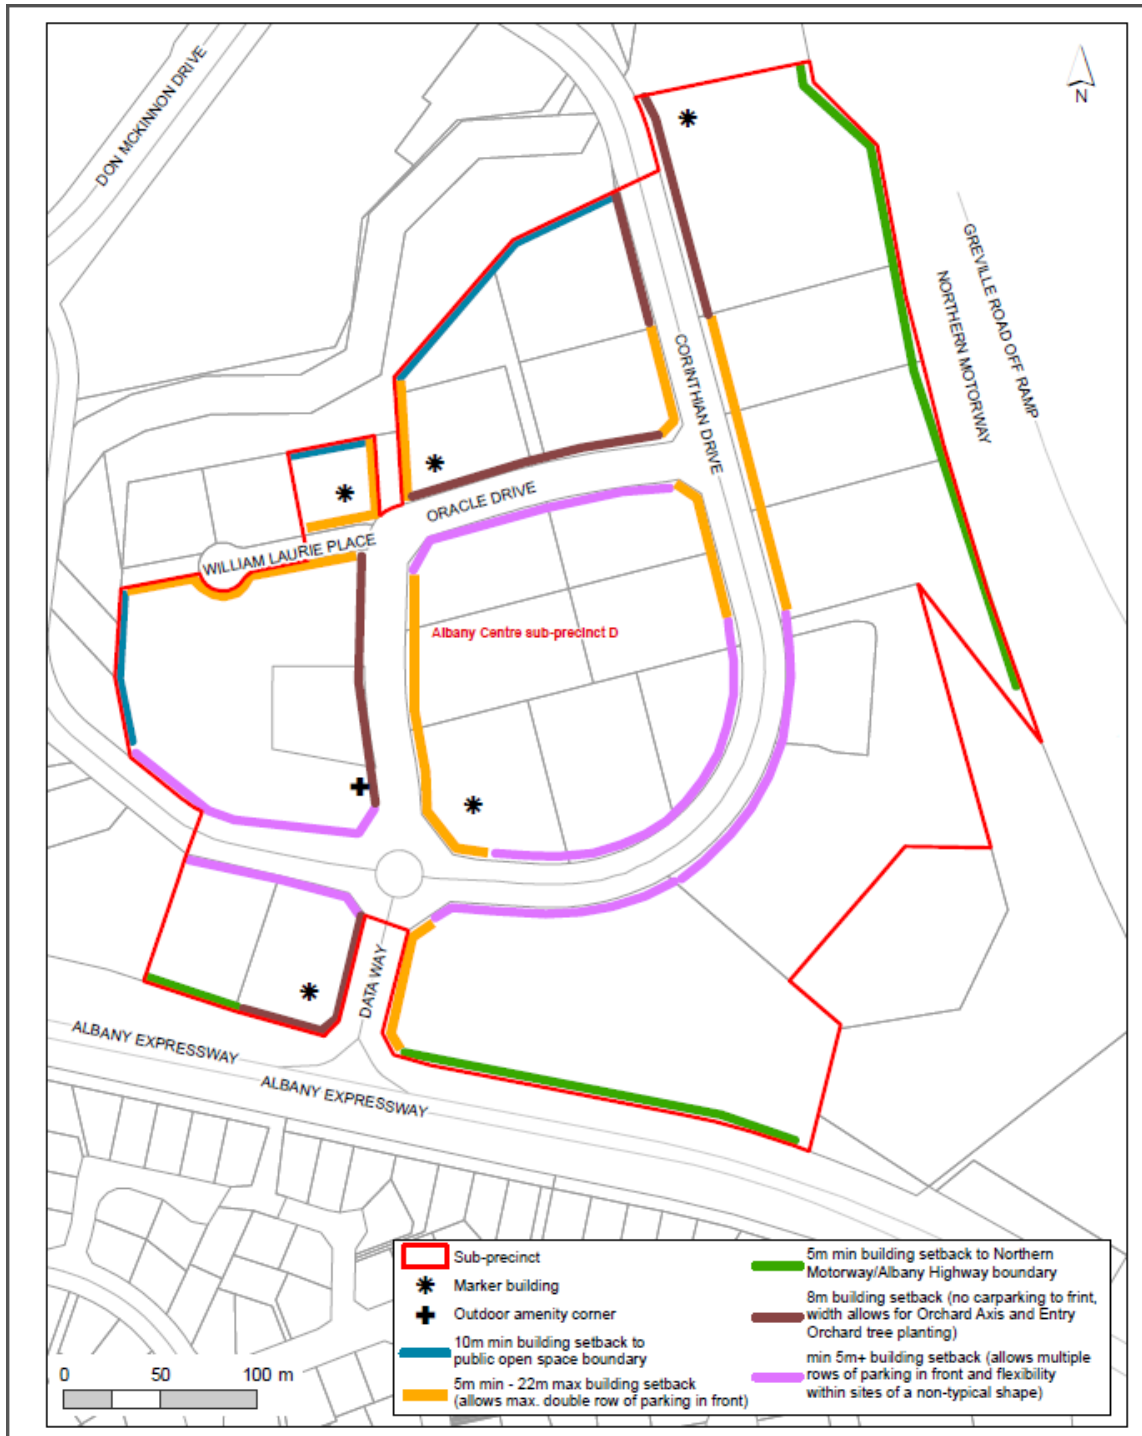 DON MCKINNON DRIVE
N
GREVILLE ROAD OFF RAMP
NORTHERN MOTORWAY
CORINTHIAN DRIVE
ORACLE DRIVE
WILLIAM LAURIE PLACE
Albany Centre sub-precinct D
DATA WAY
ALBANY EXPRESSWAY
ALBANY EXPRESSWAY
Sub-precinct
Marker building
Outdoor amenity corner
10m min building setback to
public open space boundary
5m min - 22m max building setback
(allows max. double row of parking in front)
5m min building setback to Northern
Motorway/Albany Highway boundary
8m building setback (no carparking to frint,
width allows for Orchard Axis and Entry
Orchard tree planting)
min 5m+ building setback (allows multiple
rows of parking in front and flexibility
within sites of a non-typical shape)
0 50 100 m